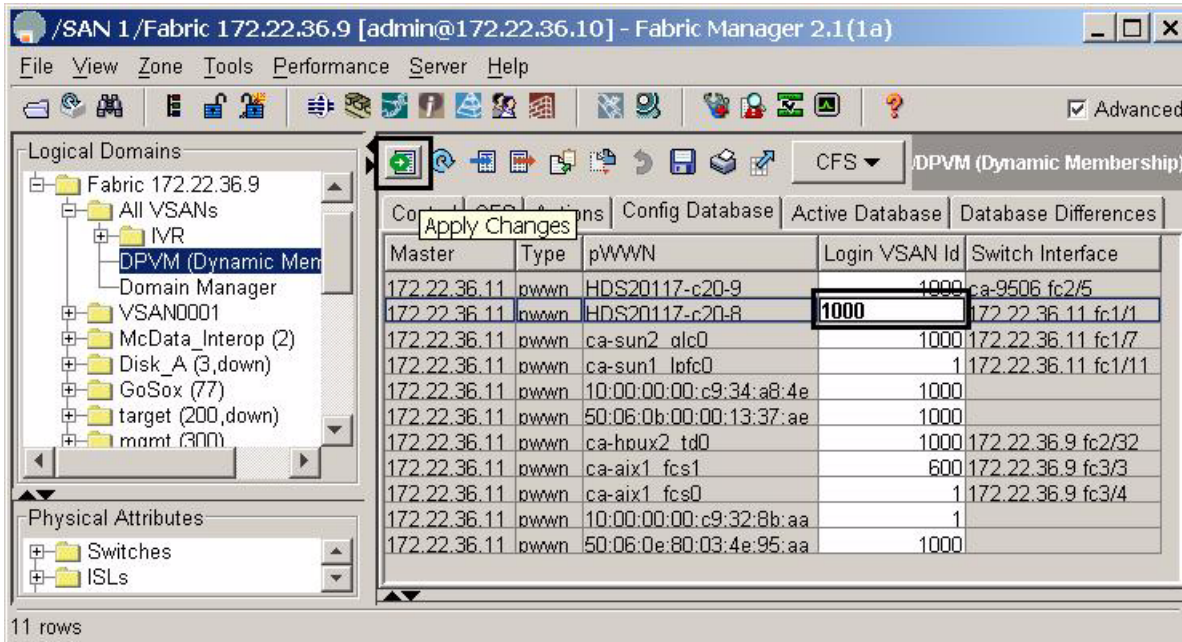 /SAN 1/Fabric 172.22.36.9 [admin@172.22.36.10] - Fabric Manager 2.1(1a)
File View Zone Tools Performance Server Help
Advanced
Logical Domains
Fabric 172.22.36.9
All VSANs
IVR
DPVM (Dynamic Mem
Domain Manager
VSAN0001
McData_Interop (2)
Disk_A (3,down)
GoSox (77)
target (200,down)
mgmt (300)
Physical Attributes
Switches
ISLs
CFS
/DPVM (Dynamic Membership)
Config Database Active Database Database Differences
Apply Changes
Master Type pWWN Login VSAN Id Switch Interface
172.22.36.11 pwwn HDS20117-c20-9 1000 ca-9506 fc2/5
172.22.36.11 pwwn HDS20117-c20-8 1000 172.22.36.11 fc1/1
172.22.36.11 pwwn ca-sun2_qlc0 1000 172.22.36.11 fc1/7
172.22.36.11 pwwn ca-sun1_lpfc0 1 172.22.36.11 fc1/11
172.22.36.11 pwwn 10:00:00:00:c9:34:a8:4e 1000
172.22.36.11 pwwn 50:06:0b:00:00:13:37:ae 1000
172.22.36.11 pwwn ca-hpux2_td0 1000 172.22.36.9 fc2/32
172.22.36.11 pwwn ca-aix1_fcs1 600 172.22.36.9 fc3/3
172.22.36.11 pwwn ca-aix1_fcs0 1 172.22.36.9 fc3/4
172.22.36.11 pwwn 10:00:00:00:c9:32:8b:aa 1
172.22.36.11 pwwn 50:06:0e:80:03:4e:95:aa 1000
11 rows